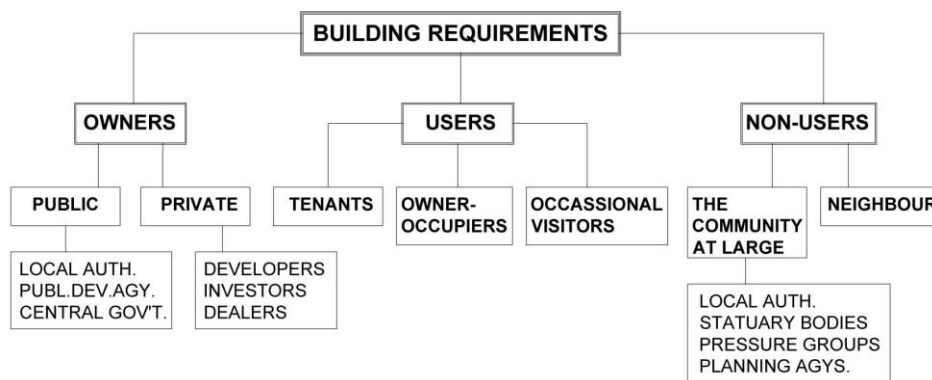 BUILDING REQUIREMENTS
OWNERS
USERS
NON-USERS
PUBLIC
PRIVATE
TENANTS
OWNER-
OCCUPIERS
OCCASSIONAL
VISITORS
THE
COMMUNITY
AT LARGE
NEIGHBOUR
LOCAL AUTH.
PUBL.DEV.AGY.
CENTRAL GOV'T.
DEVELOPERS
INVESTORS
DEALERS
LOCAL AUTH.
STATUARY BODIES
PRESSURE GROUPS
PLANNING AGYS.